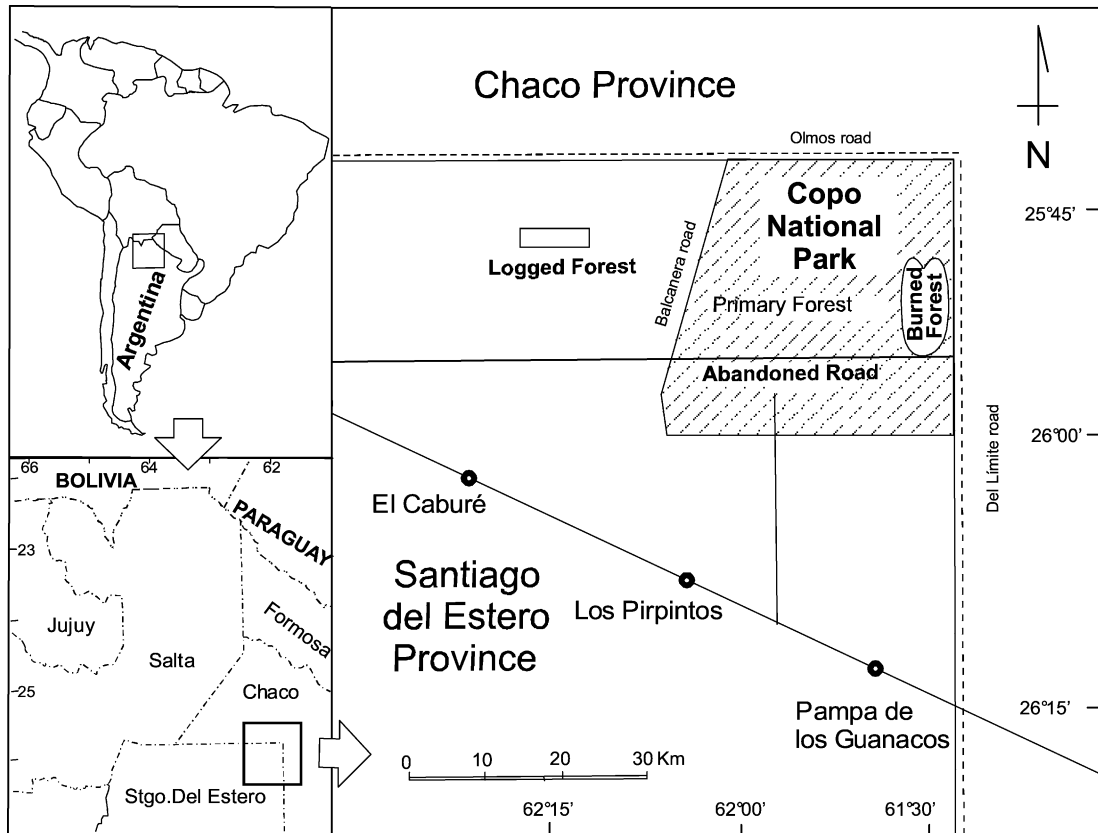 Argentina
66
64
62
BOLIVIA
PARAGUAY
23
Jujuy
Salta
Formosa
25
Chaco
Stgo.Del Estero
Chaco Province
Olmos road
N
Copo
National
Park
25°45'
Balcanera road
Logged Forest
Primary Forest
Burned
Forest
Abandoned Road
26°00'
Del Límite road
El Caburé
Santiago
del Estero
Province
Los Pirpintos
Pampa de
los Guanacos
26°15'
0 10 20 30 Km
62°15' 62°00' 61°30'